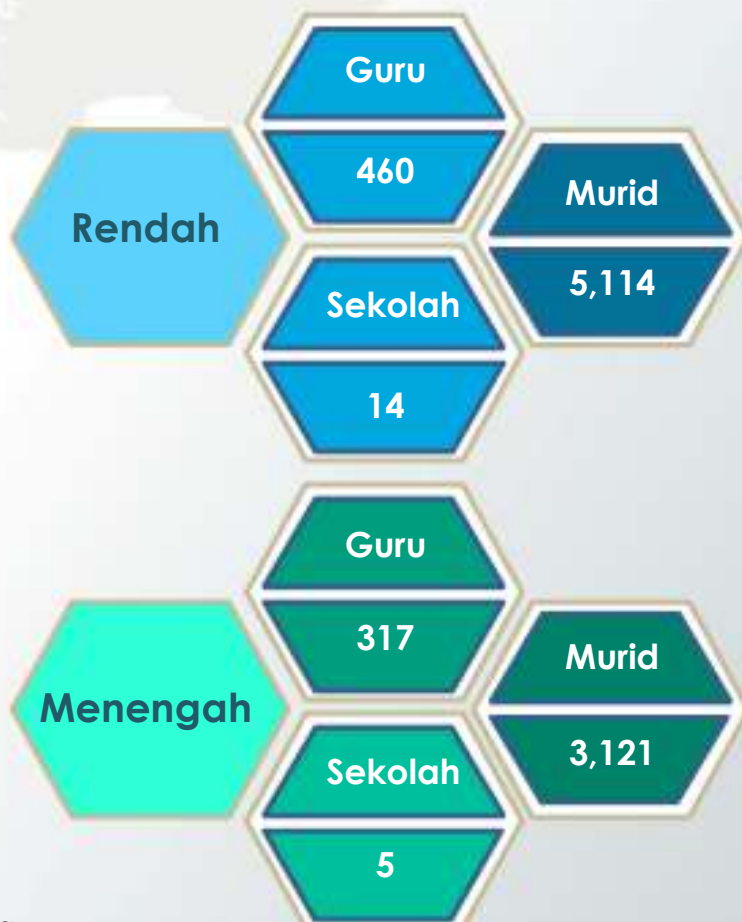 Rendah
Guru
460
Murid
5,114
Sekolah
14
Menengah
Guru
317
Murid
3,121
Sekolah
5